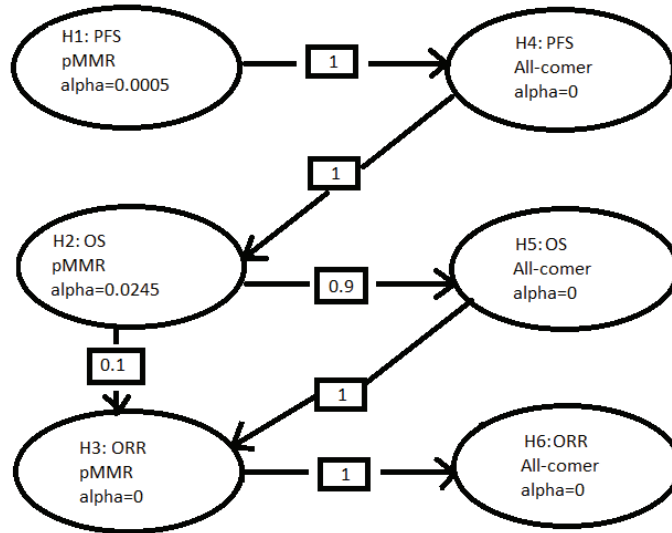 H1: PFS
pMMR
alpha=0.0005
1
H4: PFS
All-comer
alpha=0
1
H2: OS
pMMR
alpha=0.0245
0.9
H5: OS
All-comer
alpha=0
0.1
1
H3: ORR
pMMR
alpha=0
1
H6:ORR
All-comer
alpha=0